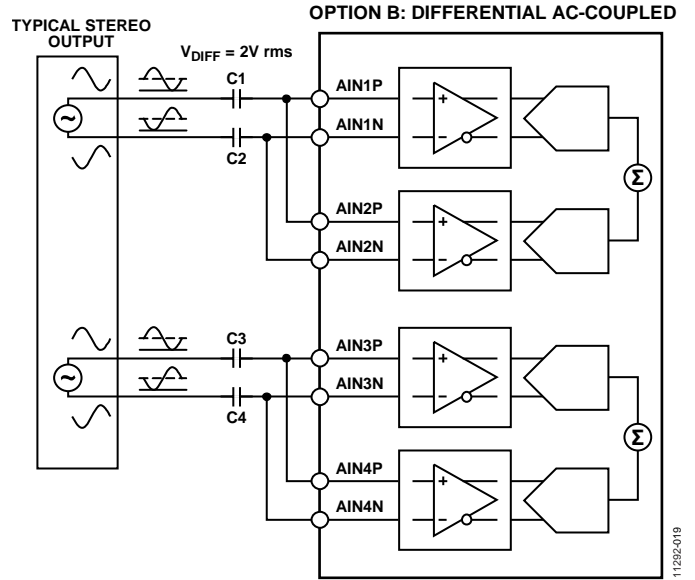 OPTION B: DIFFERENTIAL AC-COUPLED
TYPICAL STEREO
OUTPUT
VDIFF = 2V rms
C1
AIN1P
+
~
AIN1N
−
C2
Σ
AIN2P
+
AIN2N
−
C3
AIN3P
+
~
AIN3N
−
C4
Σ
AIN4P
+
AIN4N
−
11292-019